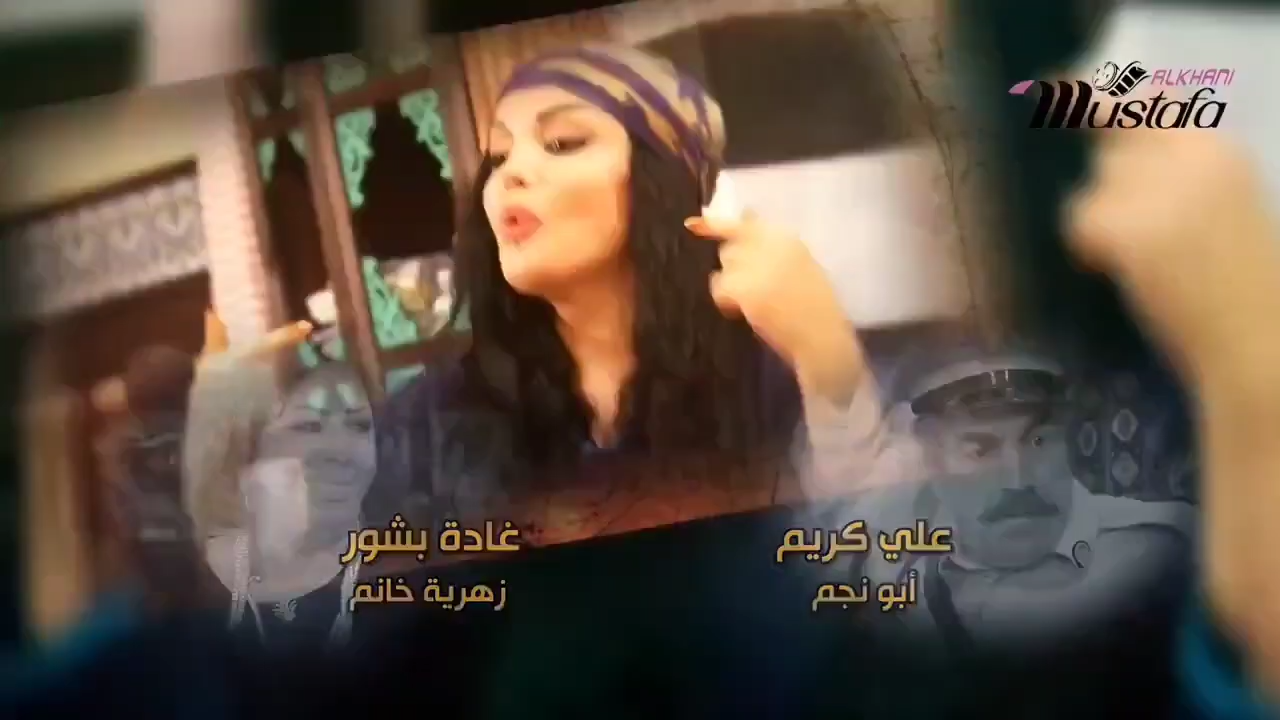 ALKHANI
Mustafa
علي كريم
أبو نجم
غادة بشور
زهرية خانم